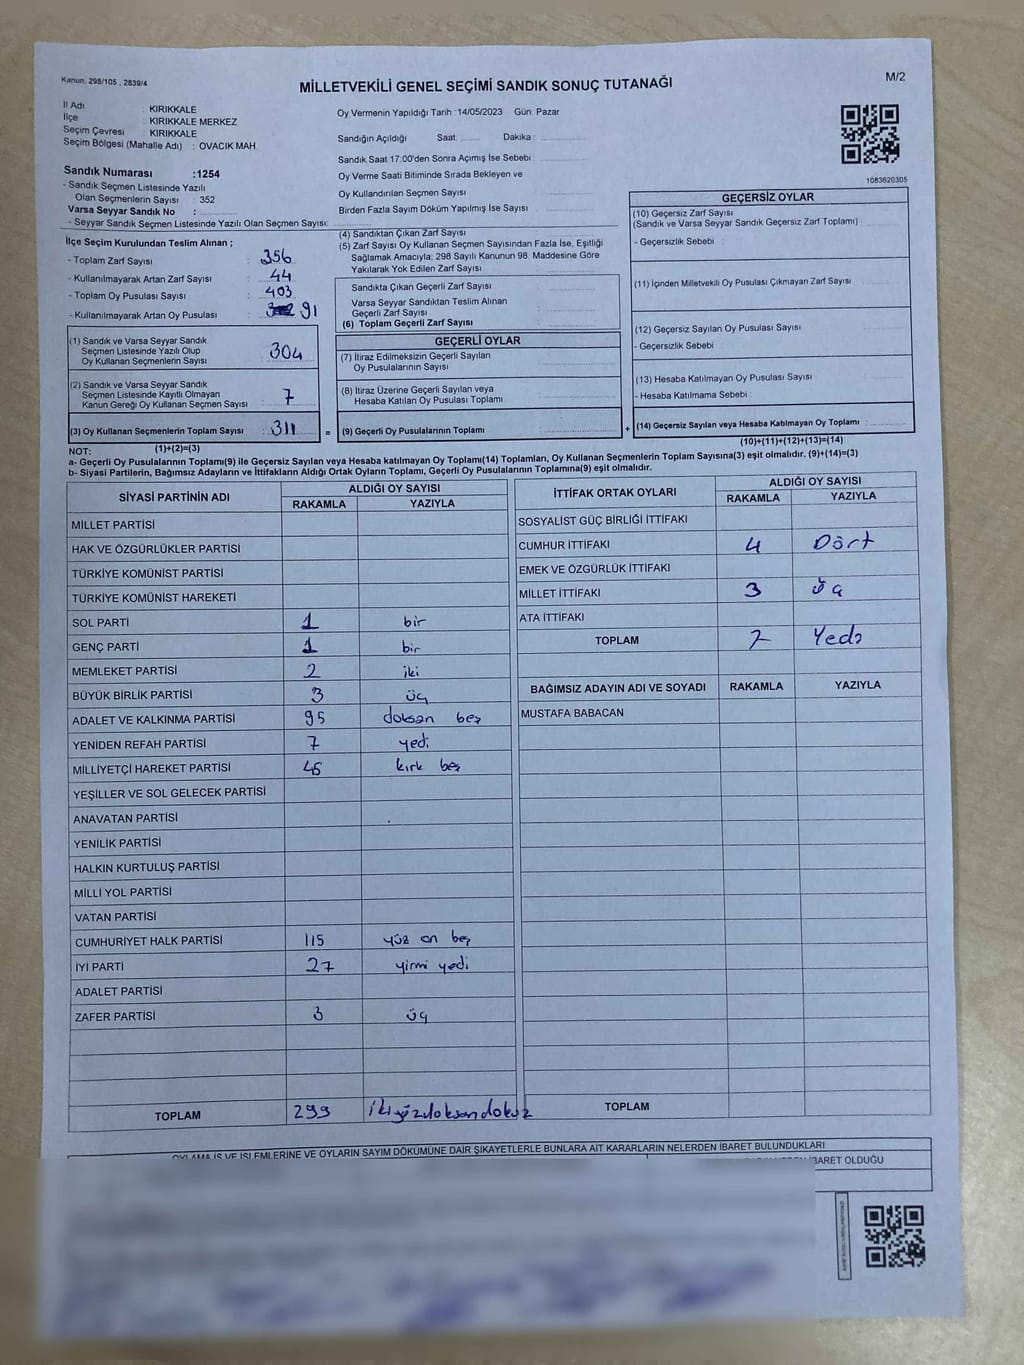 Kanun, 298/105 , 2839/4
MİLLETVEKİLİ GENEL SEÇİMİ SANDIK SONUÇ TUTANAĞI
M/2
İl Adı : KIRIKKALE
İlçe : KIRIKKALE MERKEZ
Seçim Çevresi : KIRIKKALE
Seçim Bölgesi (Mahalle Adı) : OVACIK MAH.
Oy Vermenin Yapıldığı Tarih :14/05/2023 Gün: Pazar
Sandığın Açıldığı Saat: Dakika :
Sandık Saat 17:00'den Sonra Açımış İse Sebebi :
Oy Verme Saati Bitiminde Sırada Bekleyen ve
Oy Kullandırılan Seçmen Sayısı
Birden Fazla Sayım Döküm Yapılmış İse Sayısı :
1083620305
Sandık Numarası :1254
- Sandık Seçmen Listesinde Yazılı
Olan Seçmenlerin Sayısı : 352
Varsa Seyyar Sandık No :
- Seyyar Sandık Seçmen Listesinde Yazılı Olan Seçmen Sayısı:
İlçe Seçim Kurulundan Teslim Alınan ;
- Toplam Zarf Sayısı : 356
- Kullanılmayarak Artan Zarf Sayısı : 44
- Toplam Oy Pusulası Sayısı : 403
- Kullanılmayarak Artan Oy Pusulası : 91
(1) Sandık ve Varsa Seyyar Sandık
Seçmen Listesinde Yazılı Olup
Oy Kullanan Seçmenlerin Sayısı : 304
(2) Sandık ve Varsa Seyyar Sandık
Seçmen Listesinde Kayıtlı Olmayan
Kanun Gereği Oy Kullanan Seçmen Sayısı : 7
(3) Oy Kullanan Seçmenlerin Toplam Sayısı : 311 =
(1)+(2)=(3)
(4) Sandıktan Çıkan Zarf Sayısı
(5) Zarf Sayısı Oy Kullanan Seçmen Sayısından Fazla İse, Eşitliği
Sağlamak Amacıyla; 298 Sayılı Kanunun 98. Maddesine Göre
Yakılarak Yok Edilen Zarf Sayısı :
Sandıkta Çıkan Geçerli Zarf Sayısı :
Varsa Seyyar Sandıktan Teslim Alınan
Geçerli Zarf Sayısı :
(6) Toplam Geçerli Zarf Sayısı :
GEÇERLİ OYLAR
(7) İtiraz Edilmeksizin Geçerli Sayılan
Oy Pusulalarının Sayısı :
(8) İtiraz Üzerine Geçerli Sayılan veya
Hesaba Katılan Oy Pusulası Toplamı :
(9) Geçerli Oy Pusulalarının Toplamı : +
GEÇERSİZ OYLAR
(10) Geçersiz Zarf Sayısı
(Sandık ve Varsa Seyyar Sandık Geçersiz Zarf Toplamı) :
- Geçersizlik Sebebi :
(11) İçinden Milletvekili Oy Pusulası Çıkmayan Zarf Sayısı :
(12) Geçersiz Sayılan Oy Pusulası Sayısı :
- Geçersizlik Sebebi :
(13) Hesaba Katılmayan Oy Pusulası Sayısı :
- Hesaba Katılmama Sebebi :
(14) Geçersiz Sayılan veya Hesaba Katılmayan Oy Toplamı :
(10)+(11)+(12)+(13)=(14)
NOT:
a- Geçerli Oy Pusulalarının Toplamı(9) ile Geçersiz Sayılan veya Hesaba katılmayan Oy Toplamı(14) Toplamları, Oy Kullanan Seçmenlerin Toplam Sayısına(3) eşit olmalıdır. (9)+(14)=(3)
b- Siyasi Partilerin, Bağımsız Adayların ve İttifakların Aldığı Ortak Oyların Toplamı, Geçerli Oy Pusulalarının Toplamına(9) eşit olmalıdır.
SİYASİ PARTİNİN ADI ALDIĞI OY SAYISI
RAKAMLA YAZIYLA
MİLLET PARTİSİ
HAK VE ÖZGÜRLÜKLER PARTİSİ
TÜRKİYE KOMÜNİST PARTİSİ
TÜRKİYE KOMÜNİST HAREKETİ
SOL PARTİ 1 bir
GENÇ PARTİ 1 bir
MEMLEKET PARTİSİ 2 iki
BÜYÜK BİRLİK PARTİSİ 3 üç
ADALET VE KALKINMA PARTİSİ 95 doksan beş
YENİDEN REFAH PARTİSİ 7 yedi
MİLLİYETÇİ HAREKET PARTİSİ 45 kırk beş
YEŞİLLER VE SOL GELECEK PARTİSİ
ANAVATAN PARTİSİ
YENİLİK PARTİSİ
HALKIN KURTULUŞ PARTİSİ
MİLLİ YOL PARTİSİ
VATAN PARTİSİ
CUMHURİYET HALK PARTİSİ 115 yüz on beş
İYİ PARTİ 27 yirmi yedi
ADALET PARTİSİ
ZAFER PARTİSİ 3 üç
TOPLAM 299 ikiyüzdoksandokuz
İTTİFAK ORTAK OYLARI ALDIĞI OY SAYISI
RAKAMLA YAZIYLA
SOSYALİST GÜÇ BİRLİĞİ İTTİFAKI
CUMHUR İTTİFAKI 4 Dört
EMEK VE ÖZGÜRLÜK İTTİFAKI
MİLLET İTTİFAKI 3 üç
ATA İTTİFAKI
TOPLAM 7 Yedi
BAĞIMSIZ ADAYIN ADI VE SOYADI RAKAMLA YAZIYLA
MUSTAFA BABACAN
TOPLAM
OYLAMA İŞ VE İŞLEMLERİNE VE OYLARIN SAYIM DÖKÜMÜNE DAİR ŞİKAYETLERLE BUNLARA AİT KARARLARIN NELERDEN İBARET BULUNDUKLARI
İBARET OLDUĞU